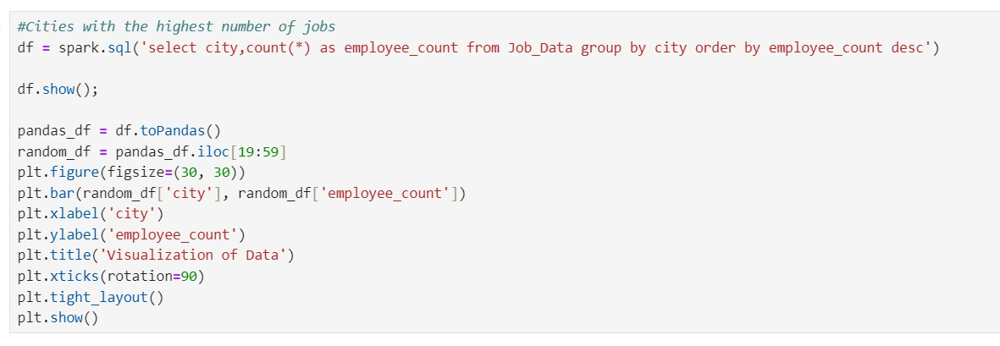 #Cities with the highest number of jobs
df = spark.sql('select city,count(*) as employee_count from Job_Data group by city order by employee_count desc')
df.show();
pandas_df = df.toPandas()
random_df = pandas_df.iloc[19:59]
plt.figure(figsize=(30, 30))
plt.bar(random_df['city'], random_df['employee_count'])
plt.xlabel('city')
plt.ylabel('employee_count')
plt.title('Visualization of Data')
plt.xticks(rotation=90)
plt.tight_layout()
plt.show()